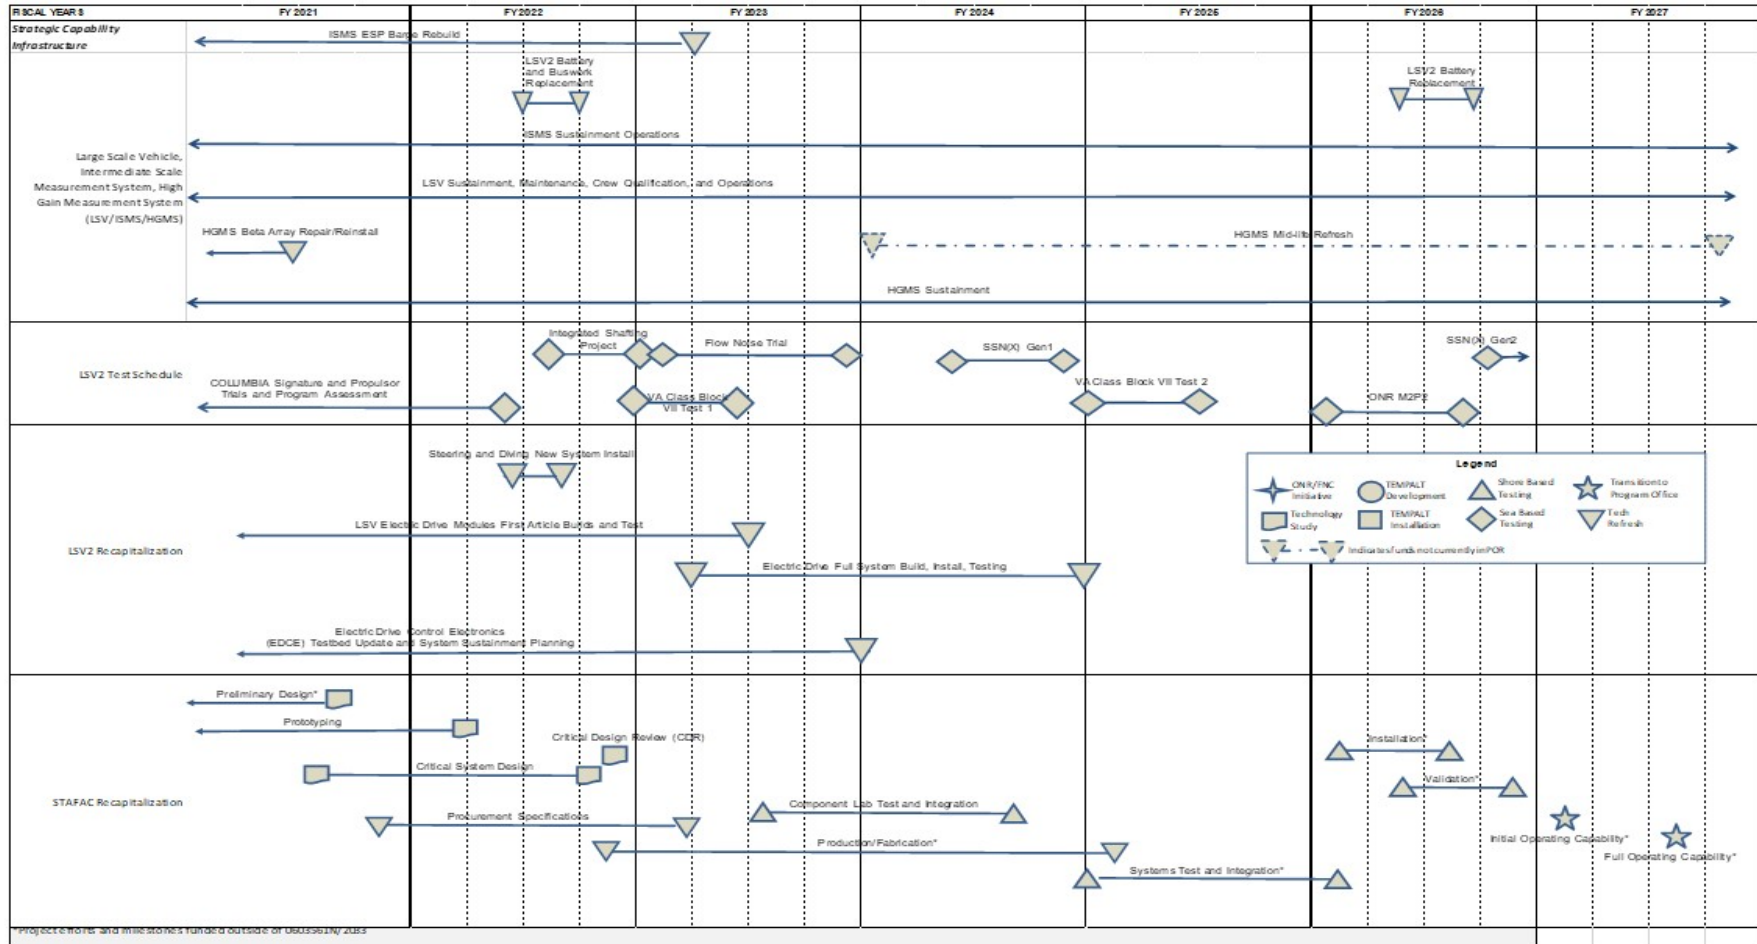 FISCAL YEARS FY 2021 FY2022 FY 2023 FY 2024 FY 2025 FY2026 FY 2027
Strategic Capability
Infrastructure
ISMS ESP Barge Rebuild
LSV2 Battery
and Buswork
Replacement
LSV2 Battery
Replacement
ISMS Sustainment Operations
Large Scale Vehicle,
Intermediate Scale
Measurement System, High
Gain Measurement System
(LSV/ISMS/HGMS)
LSV Sustainment, Maintenance, Crew Qualification, and Operations
HGMS Beta Array Repair/Reinstall
HGMS Mid-life Refresh
HGMS Sustainment
LSV2 Test Schedule
Integrated Shafting
Project
Flow Noise Trial
SSN(X) Gen1
SSN(X) Gen2
COLUMBIA Signature and Propulsor
Trials and Program Assessment
VA Class Block
VII Test 1
VA Class Block VII Test 2
ONR M2P2
LSV2 Recapitalization
Steering and Diving New System Install
LSV Electric Drive Modules First Article Builds and Test
Electric Drive Full System Build, Install, Testing
Electric Drive Control Electronics
(EDCE) Testbed Update and System Sustainment Planning
Legend
ONR/FNC
Initiative
TEMPALT
Development
Shore Based
Testing
Transition to
Program Office
Technology
Study
TEMPALT
Installation
Sea Based
Testing
Tech
Refresh
Indicates funds not currently in POR
STAFAC Recapitalization
Preliminary Design*
Prototyping
Critical Design Review (CDR)
Critical System Design
Installation*
Validation*
Component Lab Test and Integration
Procurement Specifications
Production/Fabrication*
Initial Operating Capability*
Full Operating Capability*
Systems Test and Integration*
*Project efforts and milestones funded outside of 0603561N/2033